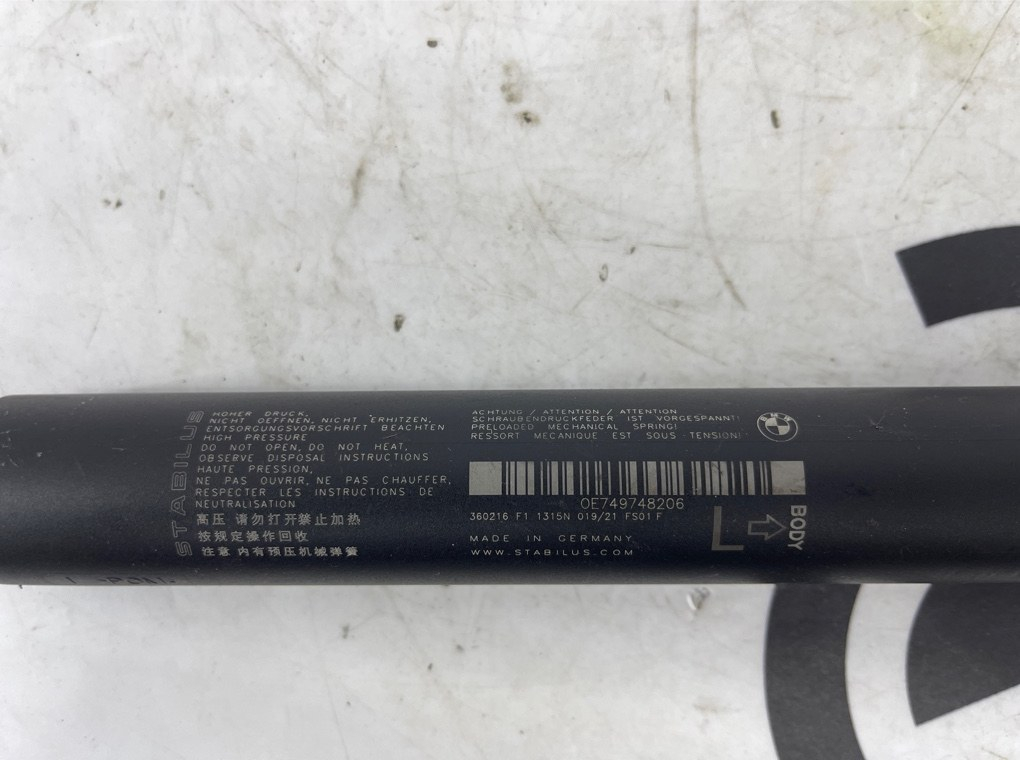 STABILUS
HOHER DRUCK,
NICHT OEFFNEN, NICHT ERHITZEN,
ENTSORGUNGSVORSCHRIFT BEACHTEN
HIGH PRESSURE
DO NOT OPEN, DO NOT HEAT,
OBSERVE DISPOSAL INSTRUCTIONS
HAUTE PRESSION,
NE PAS OUVRIR, NE PAS CHAUFFER,
RESPECTER LES INSTRUCTIONS DE
NEUTRALISATION
高压 请勿打开禁止加热
按规定操作回收
注意 内有预压机械弹簧
ACHTUNG / ATTENTION / ATTENTION
SCHRAUBENDRUCKFEDER IST VORGESPANNT!
PRELOADED MECHANICAL SPRING!
RESSORT MECANIQUE EST SOUS TENSION!
BMW
0E749748206
360216 F1 1315N 019/21 FS01 F
MADE IN GERMANY
WWW.STABILUS.COM
L
BODY